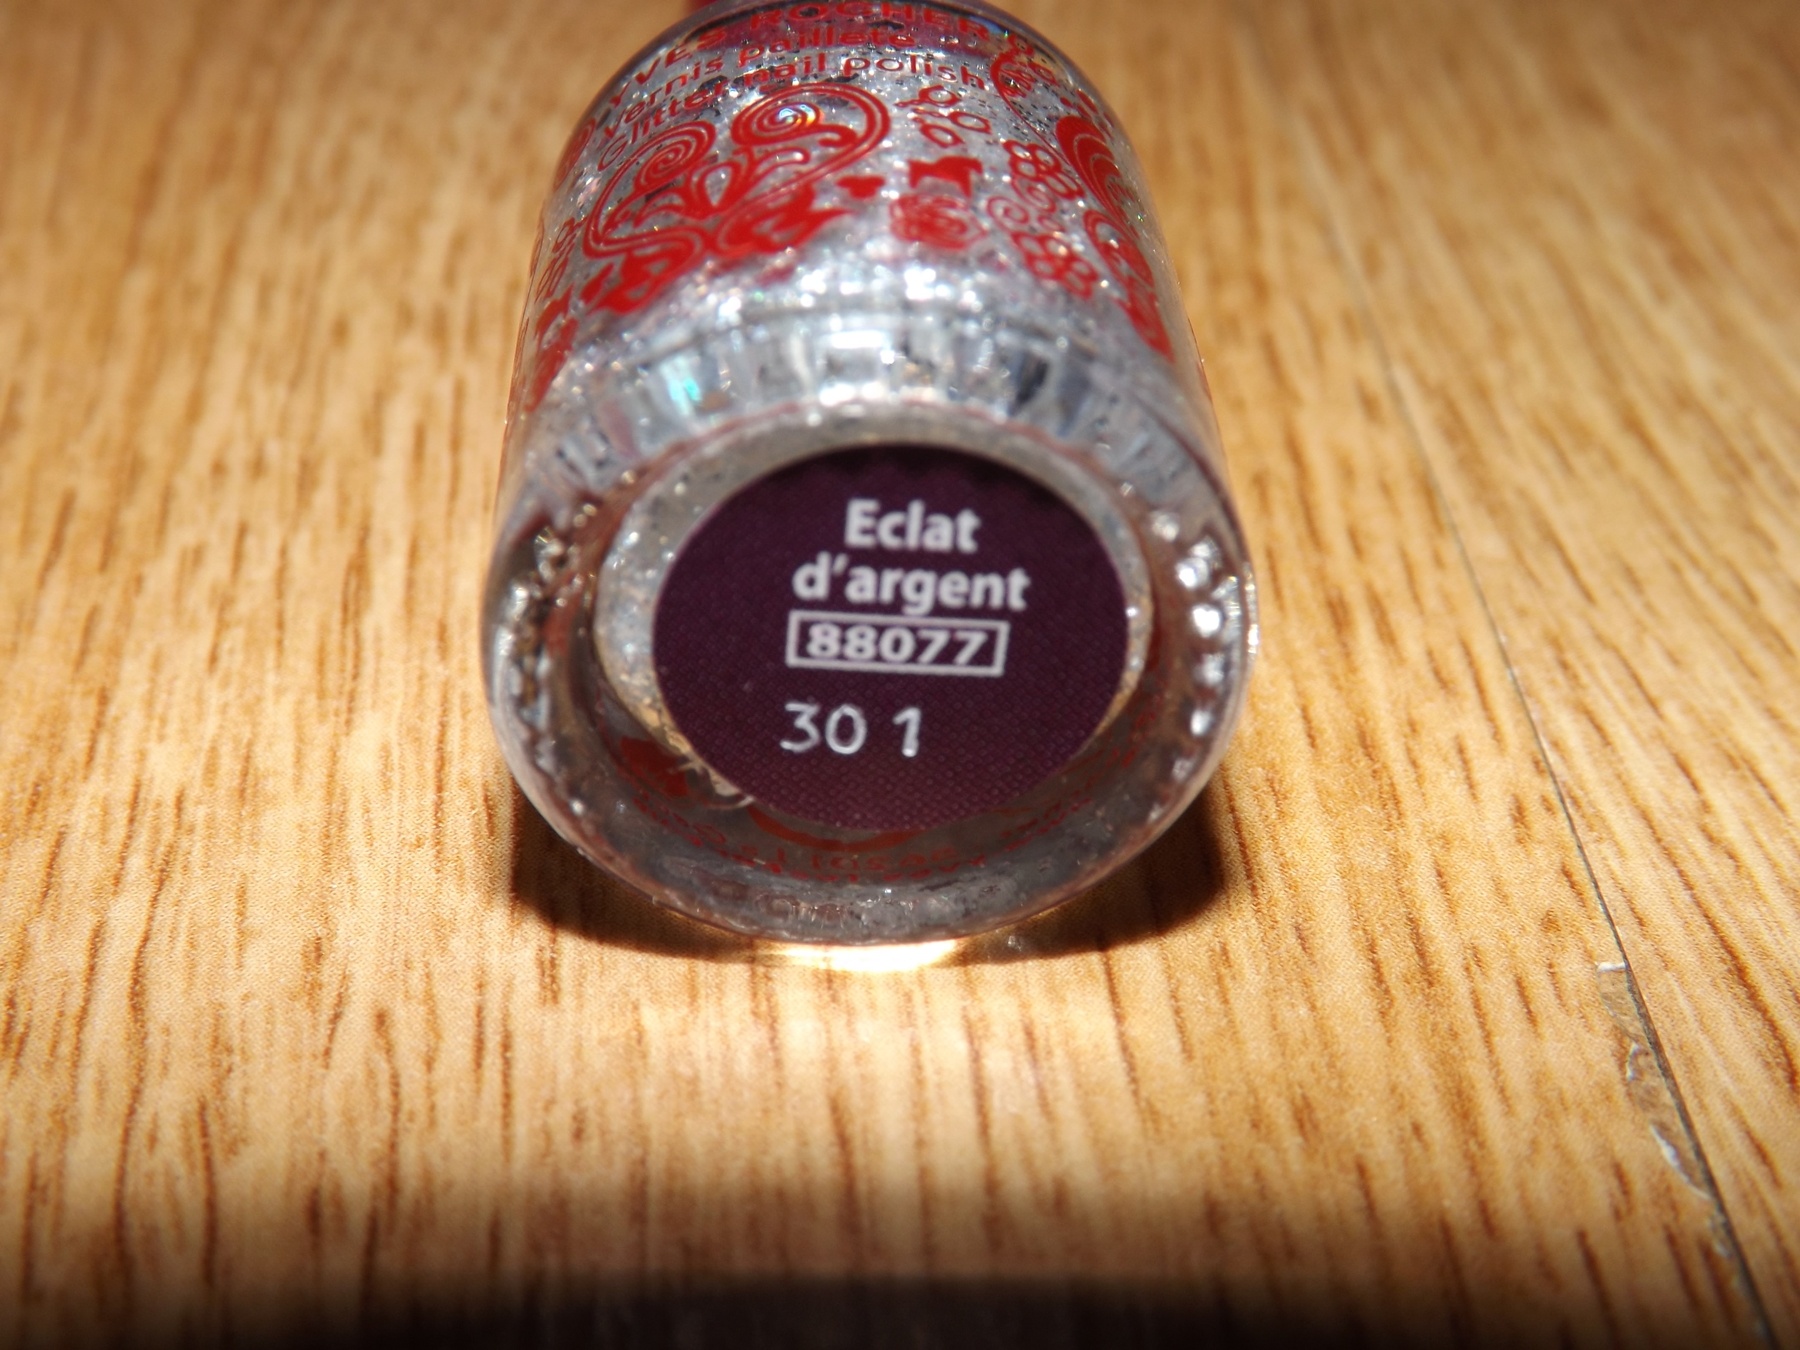 YVES ROCHER
Vernis pailleté
Glitter nail polish
Eclat
d'argent
88077
30 1